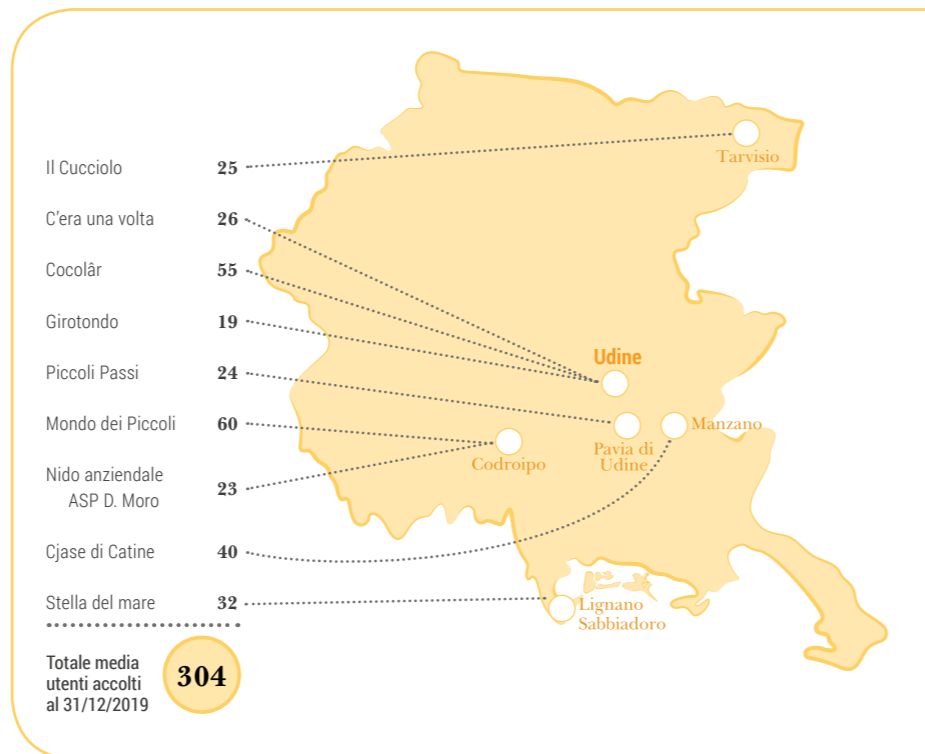 Il Cucciolo 25
C'era una volta 26
Cocolâr 55
Girotondo 19
Piccoli Passi 24
Mondo dei Piccoli 60
Nido anziendale
ASP D. Moro 23
Cjase di Catine 40
Stella del mare 32
Totale media
utenti accolti
al 31/12/2019
304
Tarvisio
Udine
Manzano
Pavia di
Udine
Codroipo
Lignano
Sabbiadoro